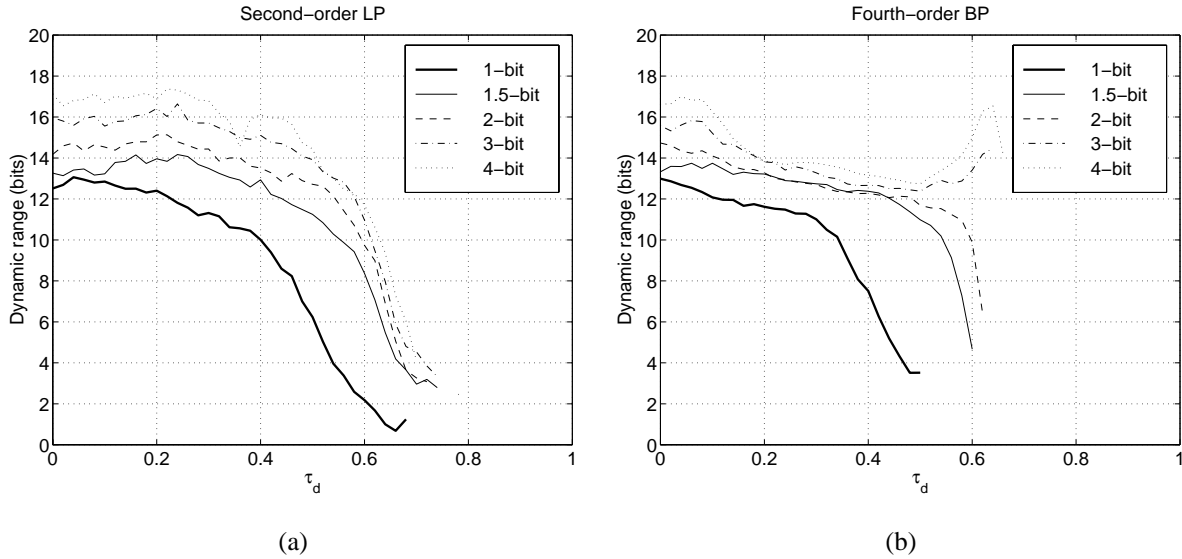 Second−order LP
20
18
16
14
12
10
8
6
4
2
0
Dynamic range (bits)
0 0.2 0.4 0.6 0.8 1
τd
1−bit
1.5−bit
2−bit
3−bit
4−bit
(a)
Fourth−order BP
20
18
16
14
12
10
8
6
4
2
0
Dynamic range (bits)
0 0.2 0.4 0.6 0.8 1
τd
1−bit
1.5−bit
2−bit
3−bit
4−bit
(b)